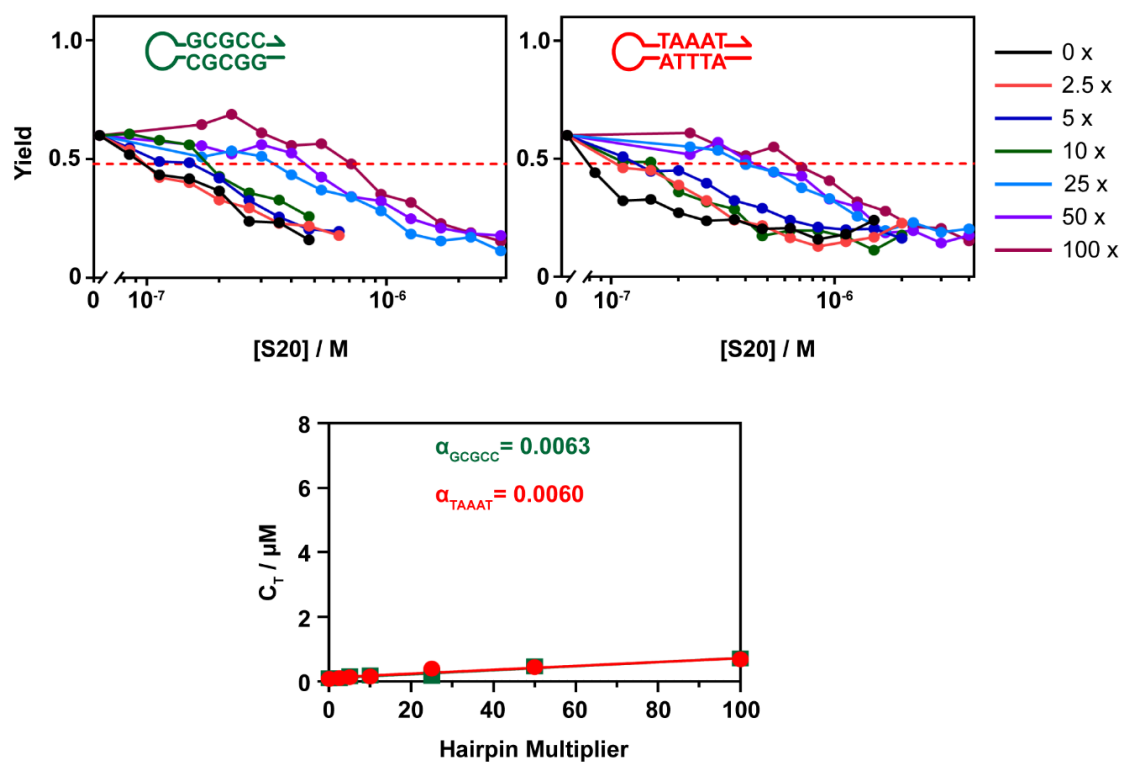 1.0
0.5
0
Yield
GCGCC
CGCGG
0
10⁻⁷
10⁻⁶
[S20] / M
1.0
0.5
0
TAAAT
ATTTA
0
10⁻⁷
10⁻⁶
[S20] / M
0 x
2.5 x
5 x
10 x
25 x
50 x
100 x
8
6
4
2
0
C_T / µM
α_GCGCC = 0.0063
α_TAAAT = 0.0060
0 20 40 60 80 100
Hairpin Multiplier